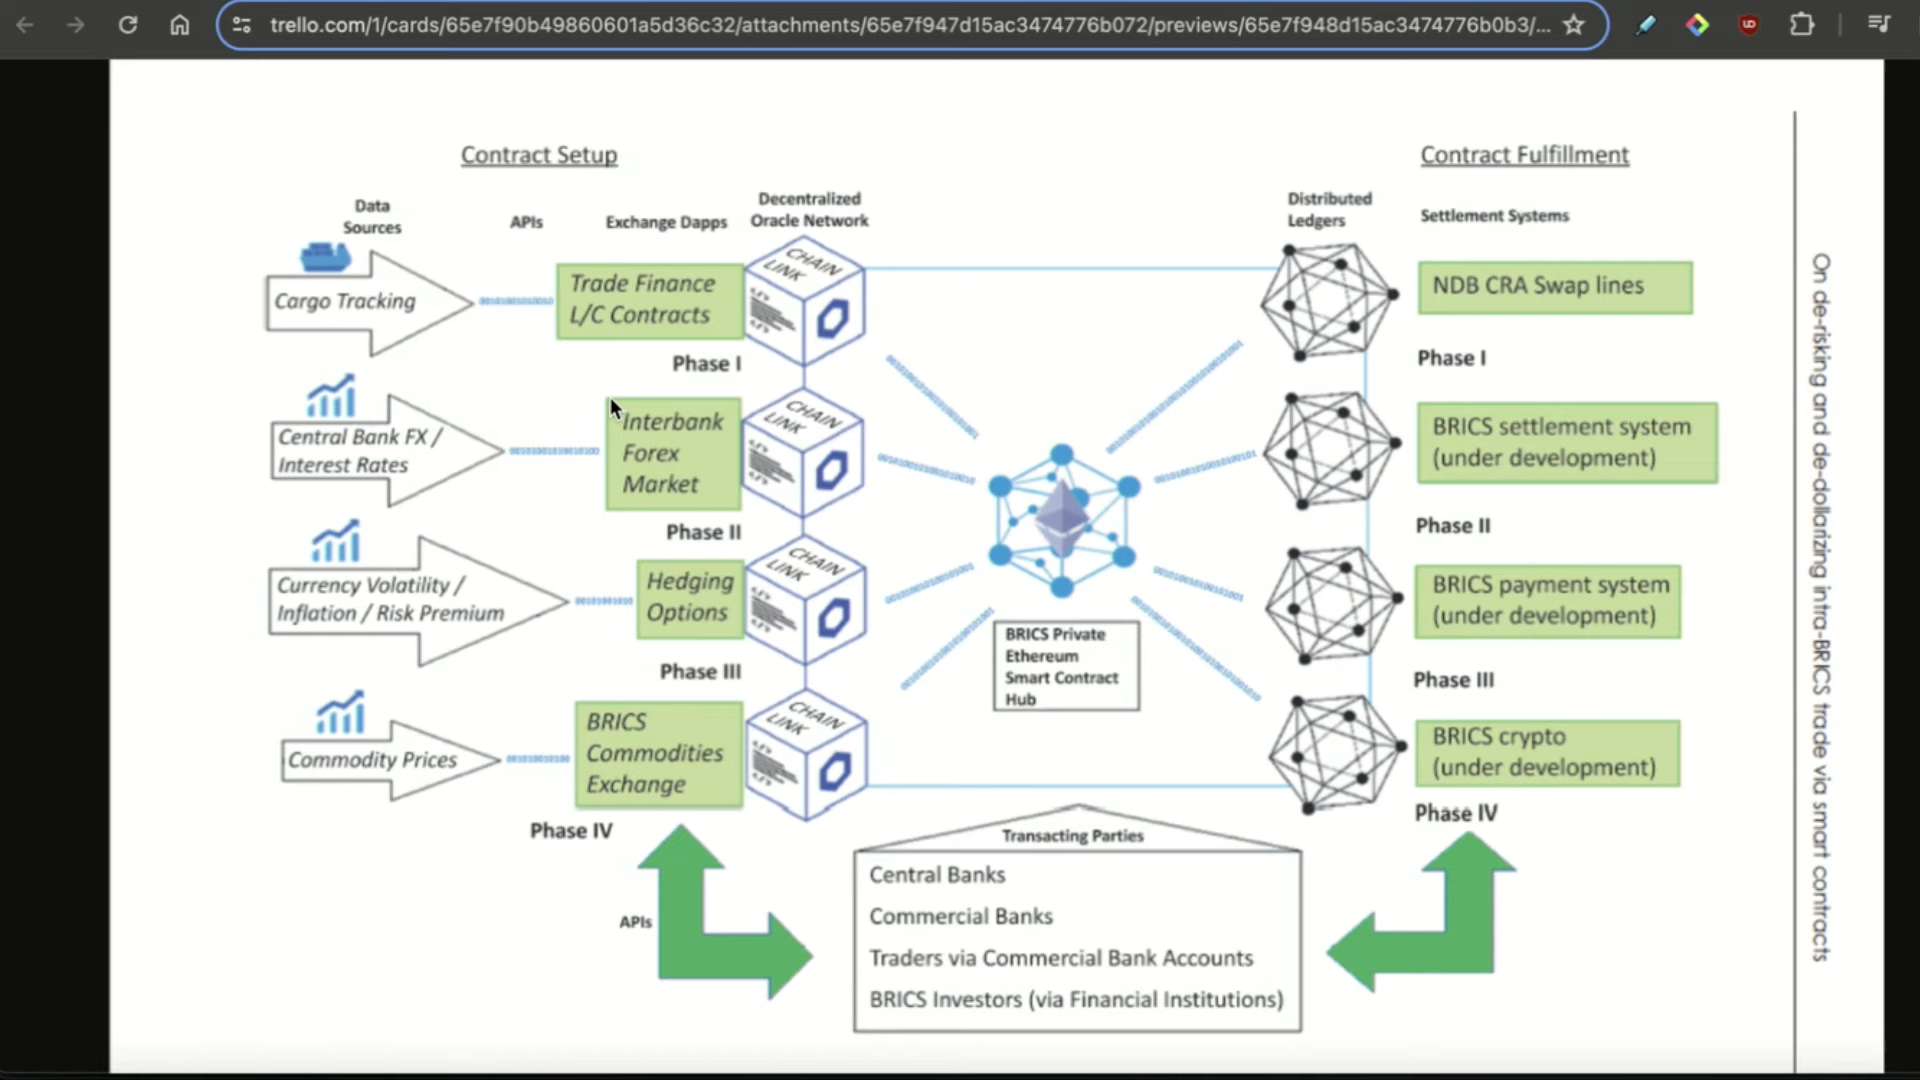 trello.com/1/cards/65e7f90b49860601a5d36c32/attachments/65e7f947d15ac3474776b072/previews/65e7f948d15ac3474776b0b3/...
Contract Setup
Contract Fulfillment
Data
Sources
APIs
Exchange Dapps
Decentralized
Oracle Network
Distributed
Ledgers
Settlement Systems
Cargo Tracking
Trade Finance
L/C Contracts
CHAIN
LINK
NDB CRA Swap lines
Phase I
Phase I
Central Bank FX /
Interest Rates
Interbank
Forex
Market
CHAIN
LINK
BRICS settlement system
(under development)
Phase II
Phase II
Currency Volatility /
Inflation / Risk Premium
Hedging
Options
CHAIN
LINK
BRICS payment system
(under development)
BRICS Private
Ethereum
Smart Contract
Hub
Phase III
Phase III
Commodity Prices
BRICS
Commodities
Exchange
CHAIN
LINK
BRICS crypto
(under development)
Phase IV
Phase IV
APIs
Transacting Parties
Central Banks
Commercial Banks
Traders via Commercial Bank Accounts
BRICS Investors (via Financial Institutions)
On de-risking and de-dollarizing intra-BRICS trade via smart contracts